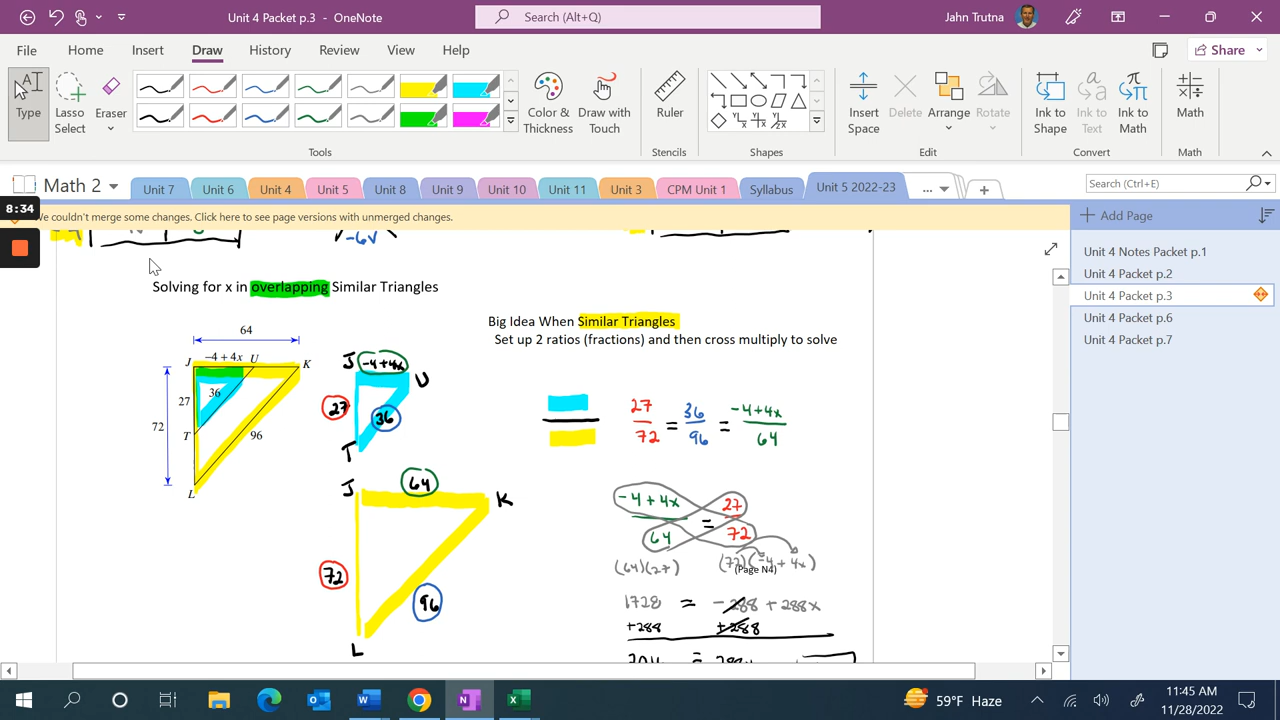 Unit 4 Packet p.3 - OneNote
Search (Alt+Q)
Jahn Trutna
File Home Insert Draw History Review View Help
Share
Type
Lasso Select
Eraser
Color & Thickness
Draw with Touch
Ruler
Insert Space
Delete
Arrange
Rotate
Ink to Shape
Ink to Text
Ink to Math
Math
Tools
Stencils
Shapes
Edit
Convert
Math
Math 2
Unit 7
Unit 6
Unit 4
Unit 5
Unit 8
Unit 9
Unit 10
Unit 11
Unit 3
CPM Unit 1
Syllabus
Unit 5 2022-23
...
Search (Ctrl+E)
8:34
e couldn't merge some changes. Click here to see page versions with unmerged changes.
Add Page
Unit 4 Notes Packet p.1
Unit 4 Packet p.2
Unit 4 Packet p.3
Unit 4 Packet p.6
Unit 4 Packet p.7
-6v
Solving for x in overlapping Similar Triangles
64
J -4 + 4x U K
27
36
72
T
96
L
J -4+4x U
27
36
T
J 64 K
72
96
L
Big Idea When Similar Triangles
Set up 2 ratios (fractions) and then cross multiply to solve
27/72 = 36/96 = -4+4x/64
-4+4x/64 = 27/72
(64)(27) (72)(-4+4x)
(Page N4)
1728 = -288 + 288x
+288 +288
59°F Haze
11:45 AM
11/28/2022